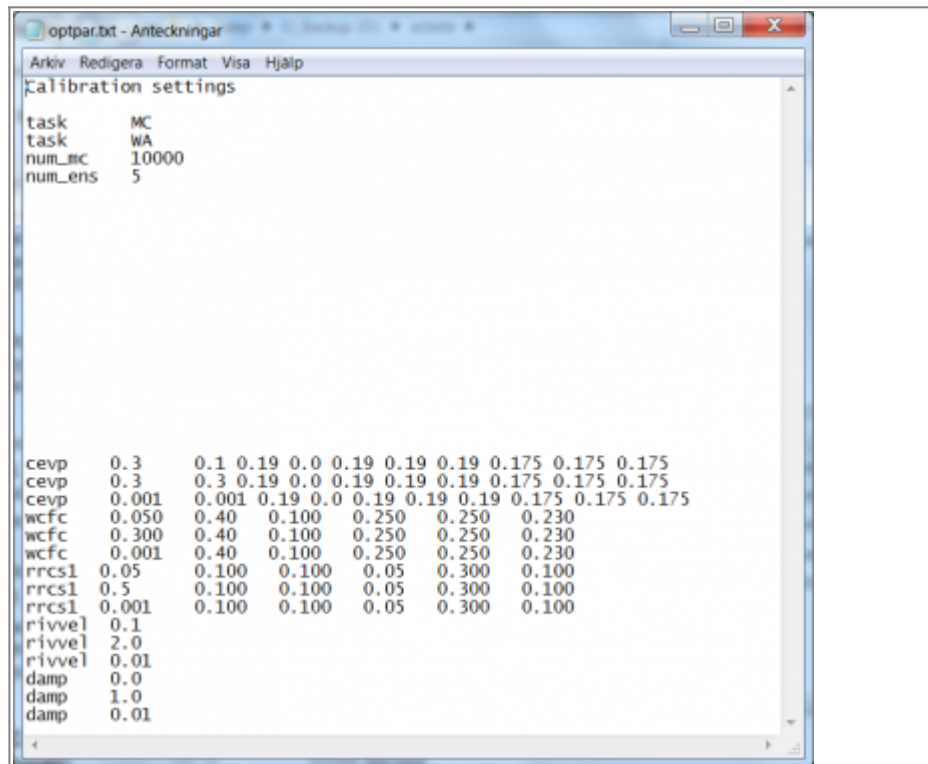 optpar.txt - Anteckningar
Arkiv Redigera Format Visa Hjälp
Calibration settings
task MC
task WA
num_mc 10000
num_ens 5
cevp 0.3 0.1 0.19 0.0 0.19 0.19 0.19 0.175 0.175 0.175
cevp 0.3 0.3 0.19 0.0 0.19 0.19 0.19 0.175 0.175 0.175
cevp 0.001 0.001 0.19 0.0 0.19 0.19 0.19 0.175 0.175 0.175
wcfc 0.050 0.40 0.100 0.250 0.250 0.230
wcfc 0.300 0.40 0.100 0.250 0.250 0.230
wcfc 0.001 0.40 0.100 0.250 0.250 0.230
rrcs1 0.05 0.100 0.100 0.05 0.300 0.100
rrcs1 0.5 0.100 0.100 0.05 0.300 0.100
rrcs1 0.001 0.100 0.100 0.05 0.300 0.100
rivvel 0.1
rivvel 2.0
rivvel 0.01
damp 0.0
damp 1.0
damp 0.01